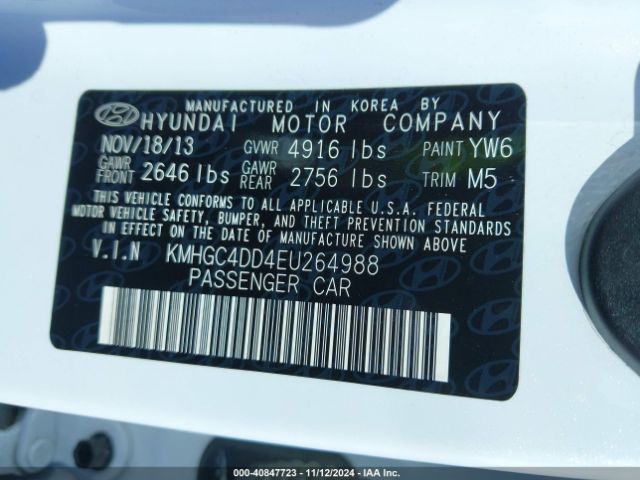 MANUFACTURED IN KOREA BY
HYUNDAI MOTOR COMPANY
NOV/18/13 GVWR 4916 lbs PAINT YW6
GAWR FRONT 2646 lbs GAWR REAR 2756 lbs TRIM M5
THIS VEHICLE CONFORMS TO ALL APPLICABLE U.S.A. FEDERAL
MOTOR VEHICLE SAFETY, BUMPER, AND THEFT PREVENTION STANDARDS
IN EFFECT ON THE DATE OF MANUFACTURE SHOWN ABOVE.
V.I.N KMHGC4DD4EU264988
PASSENGER CAR
000-40847723 - 11/12/2024 - IAA Inc.